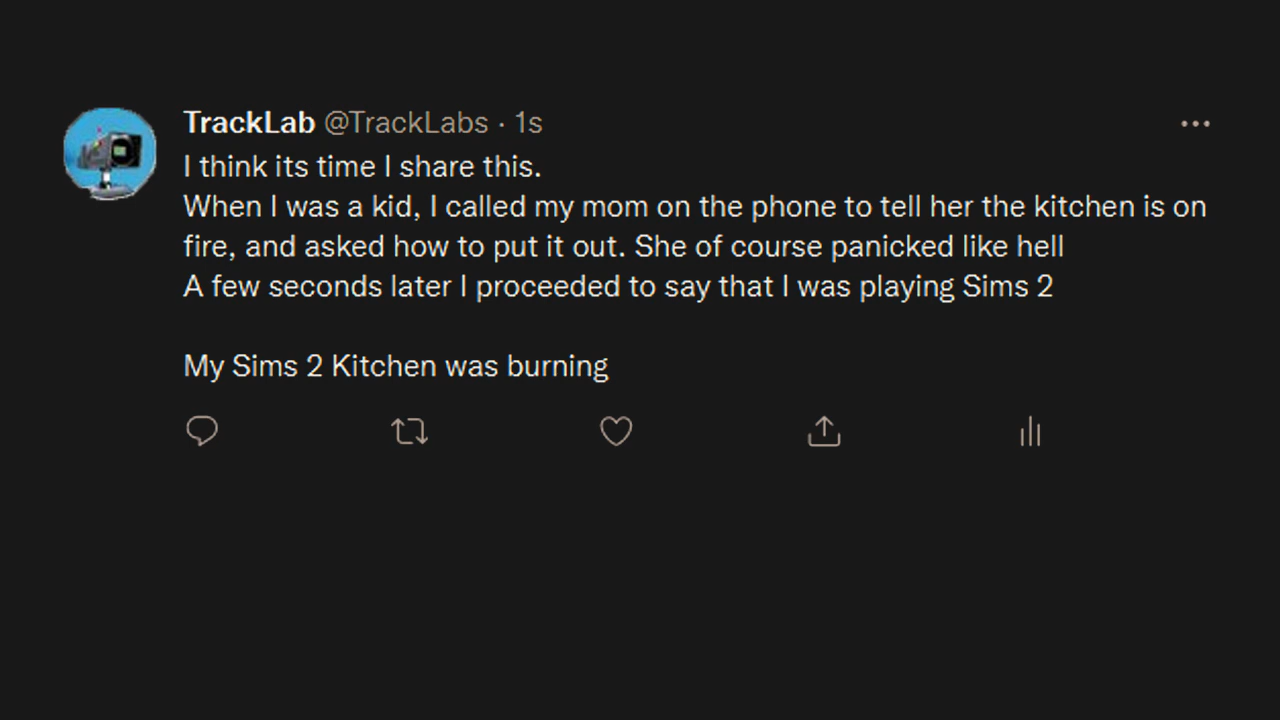 TrackLab @TrackLabs · 1s
I think its time I share this.
When I was a kid, I called my mom on the phone to tell her the kitchen is on
fire, and asked how to put it out. She of course panicked like hell
A few seconds later I proceeded to say that I was playing Sims 2
My Sims 2 Kitchen was burning